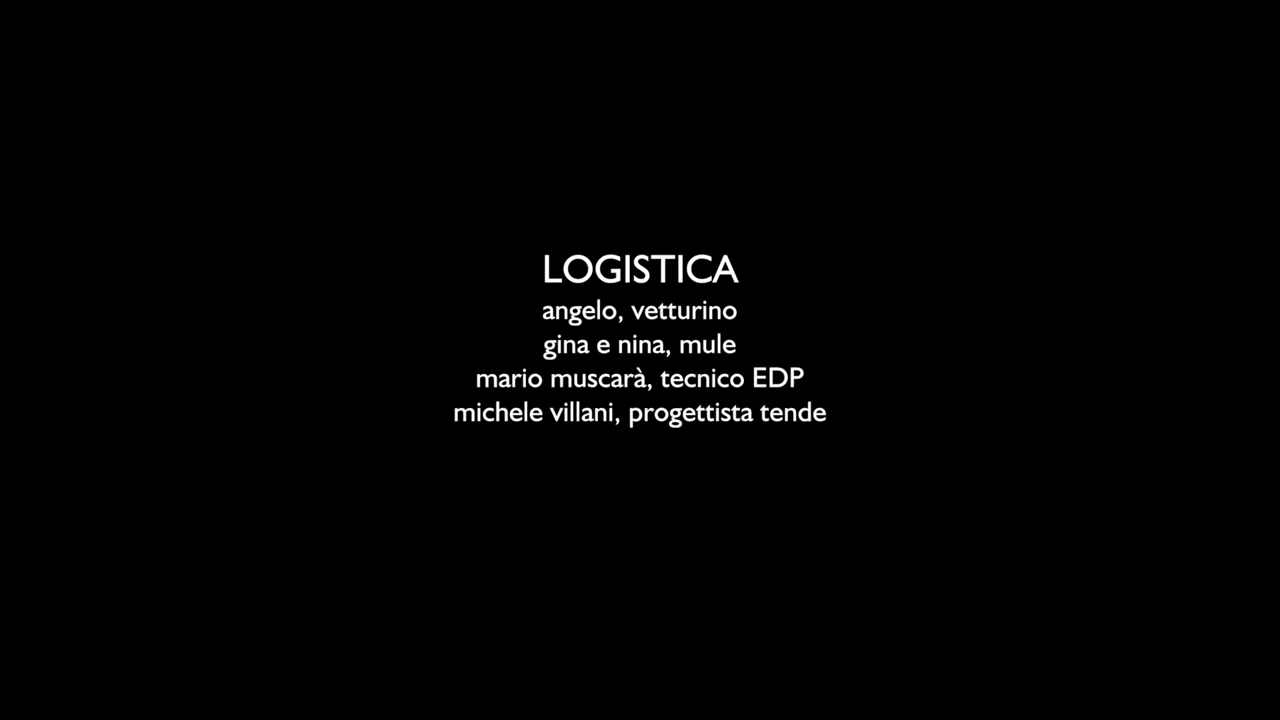 LOGISTICA
angelo, vetturino
gina e nina, mule
mario muscarà, tecnico EDP
michele villani, progettista tende